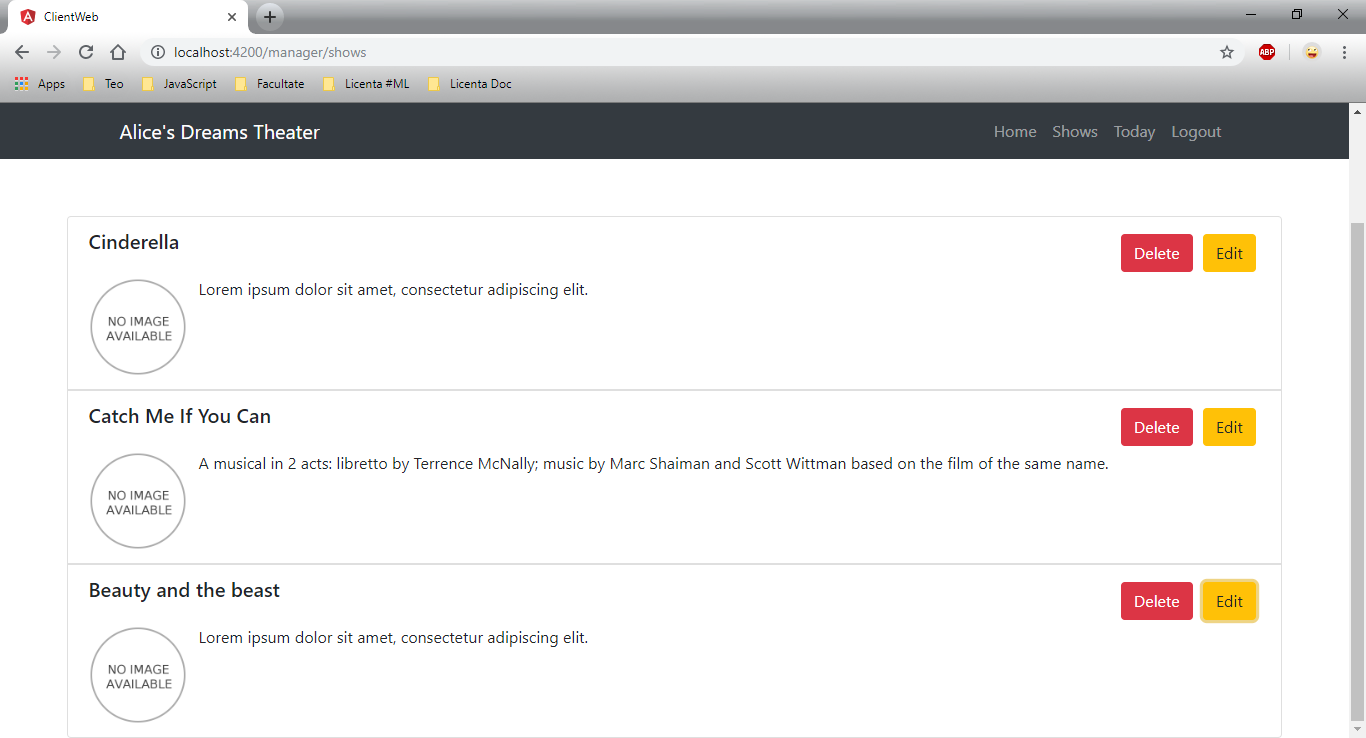 ClientWeb
localhost:4200/manager/shows
ABP
Apps Teo JavaScript Facultate Licenta #ML Licenta Doc
Alice's Dreams Theater Home Shows Today Logout
Cinderella Delete Edit
NO IMAGE
AVAILABLE
Lorem ipsum dolor sit amet, consectetur adipiscing elit.
Catch Me If You Can Delete Edit
NO IMAGE
AVAILABLE
A musical in 2 acts: libretto by Terrence McNally; music by Marc Shaiman and Scott Wittman based on the film of the same name.
Beauty and the beast Delete Edit
NO IMAGE
AVAILABLE
Lorem ipsum dolor sit amet, consectetur adipiscing elit.